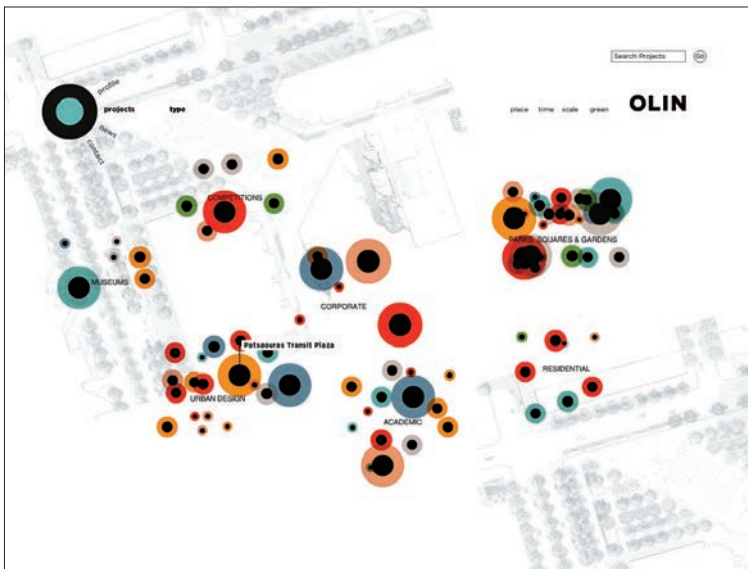 Search Projects
Go
profile
projects type
news
contact
place time scale green
OLIN
COMPETITIONS
PARKS, SQUARES & GARDENS
MUSEUMS
CORPORATE
Patsaouras Transit Plaza
RESIDENTIAL
URBAN DESIGN
ACADEMIC